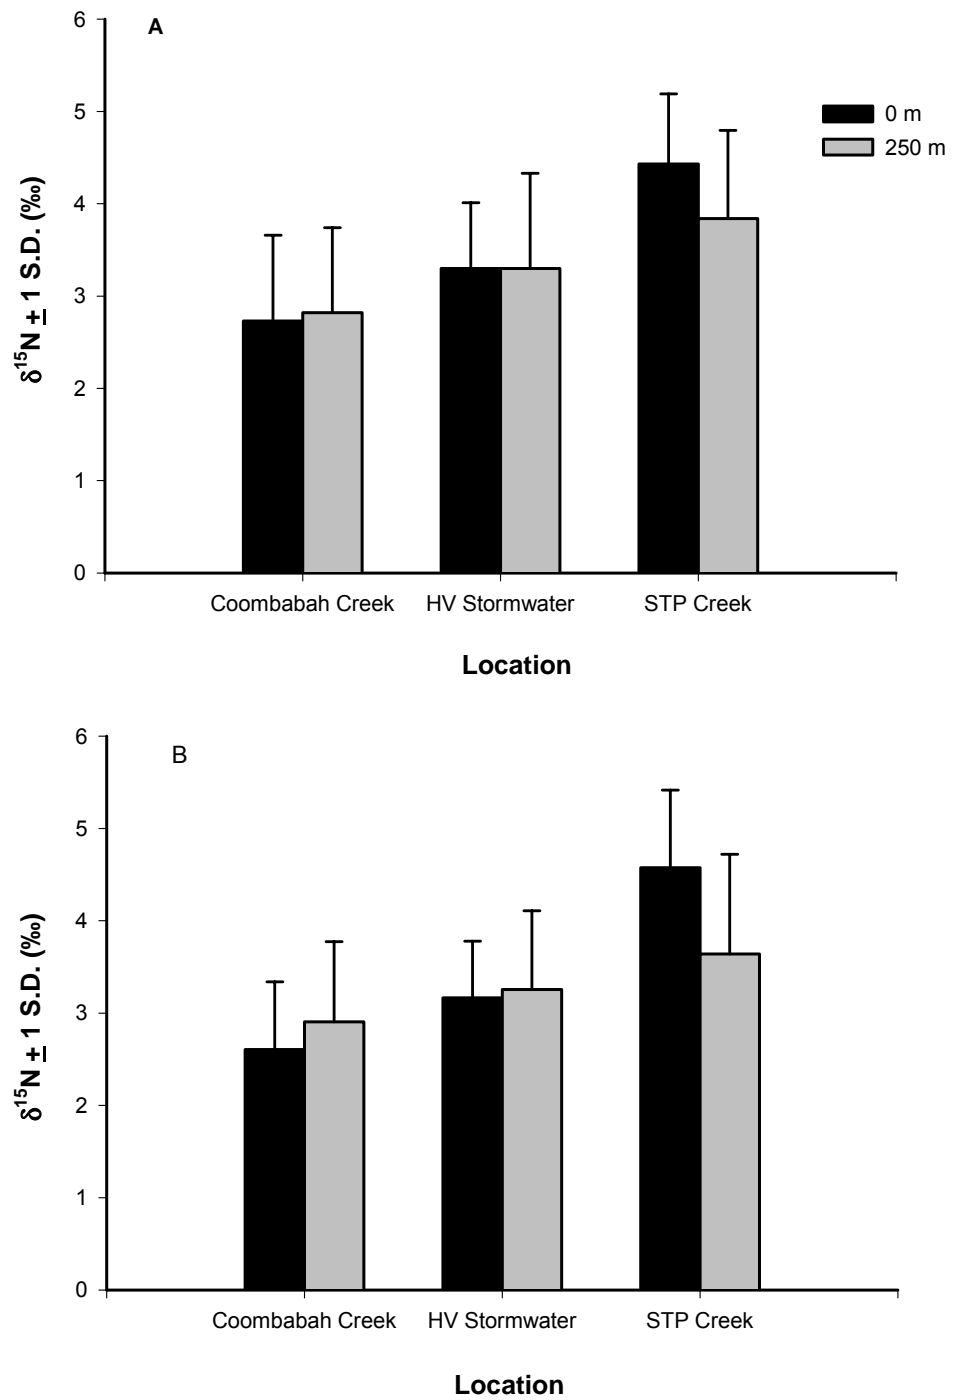 A
6
5
4
3
2
1
0
δ¹⁵N ± 1 S.D. (‰)
0 m
250 m
Coombabah Creek HV Stormwater STP Creek
Location
B
6
5
4
3
2
1
0
δ¹⁵N ± 1 S.D. (‰)
Coombabah Creek HV Stormwater STP Creek
Location